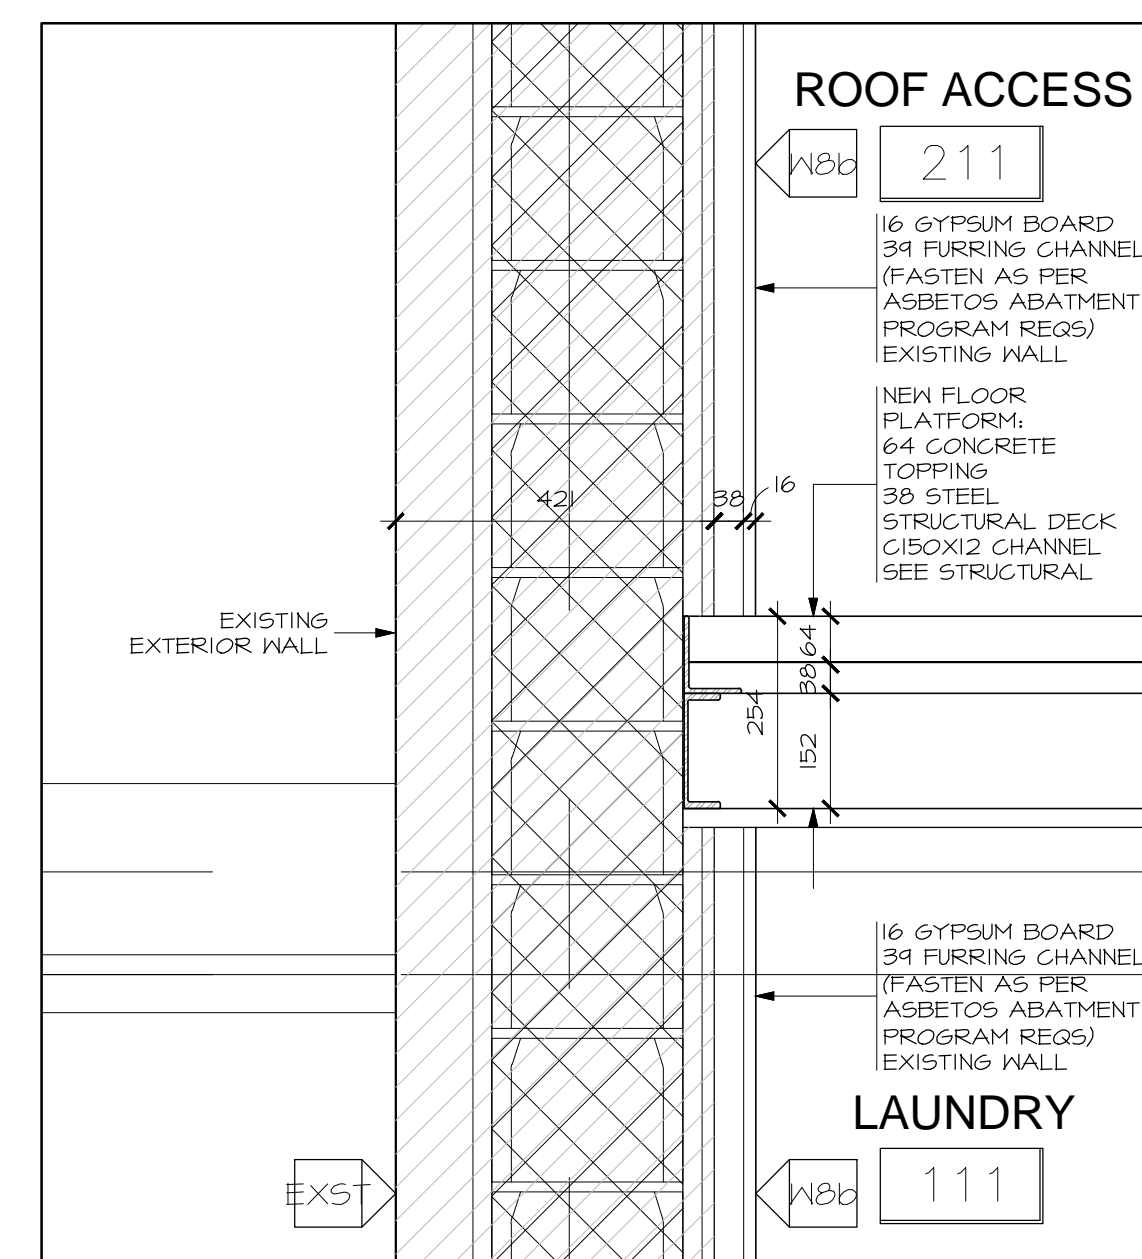 ROOF ACCESS
W8b
211
16 GYPSUM BOARD
39 FURRING CHANNEL
(FASTEN AS PER
ASBETOS ABATMENT
PROGRAM REQS)
EXISTING WALL
NEW FLOOR
PLATFORM:
64 CONCRETE
TOPPING
38 STEEL
STRUCTURAL DECK
C150X12 CHANNEL
SEE STRUCTURAL
421
38
16
EXISTING
EXTERIOR WALL
64
38
254
152
16 GYPSUM BOARD
39 FURRING CHANNEL
(FASTEN AS PER
ASBETOS ABATMENT
PROGRAM REQS)
EXISTING WALL
LAUNDRY
EXST
W8b
111